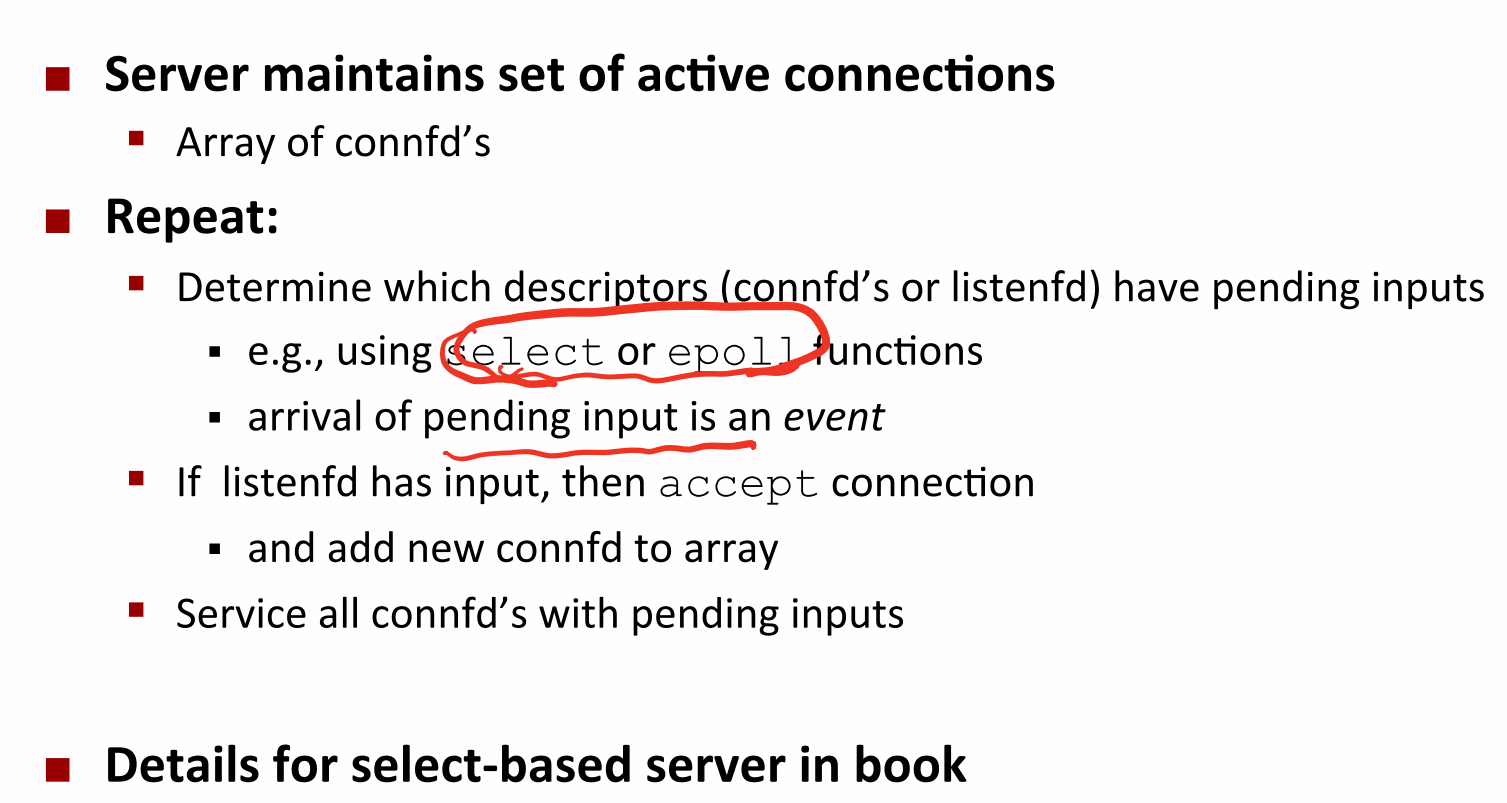 Server maintains set of active connections
Array of connfd’s
Repeat:
Determine which descriptors (connfd’s or listenfd) have pending inputs
e.g., using select or epoll functions
arrival of pending input is an event
If listenfd has input, then accept connection
and add new connfd to array
Service all connfd’s with pending inputs
Details for select-based server in book